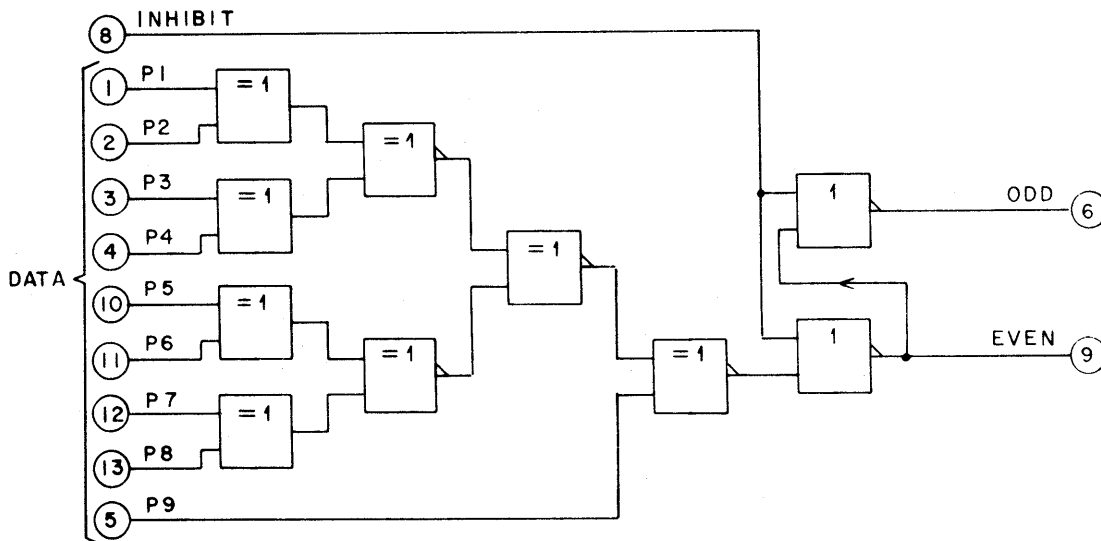 8 INHIBIT
1 P1
2 P2
3 P3
4 P4
DATA
10 P5
11 P6
12 P7
13 P8
5 P9
= 1
= 1
= 1
= 1
= 1
= 1
= 1
= 1
1
1
ODD 6
EVEN 9